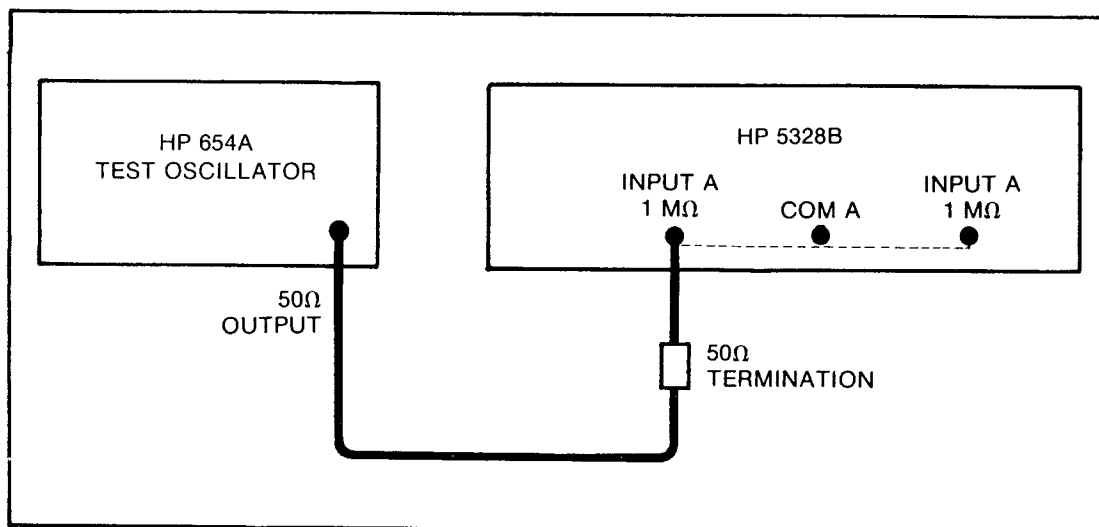 HP 654A
TEST OSCILLATOR
50Ω
OUTPUT
HP 5328B
INPUT A
1 MΩ
COM A
INPUT A
1 MΩ
50Ω
TERMINATION